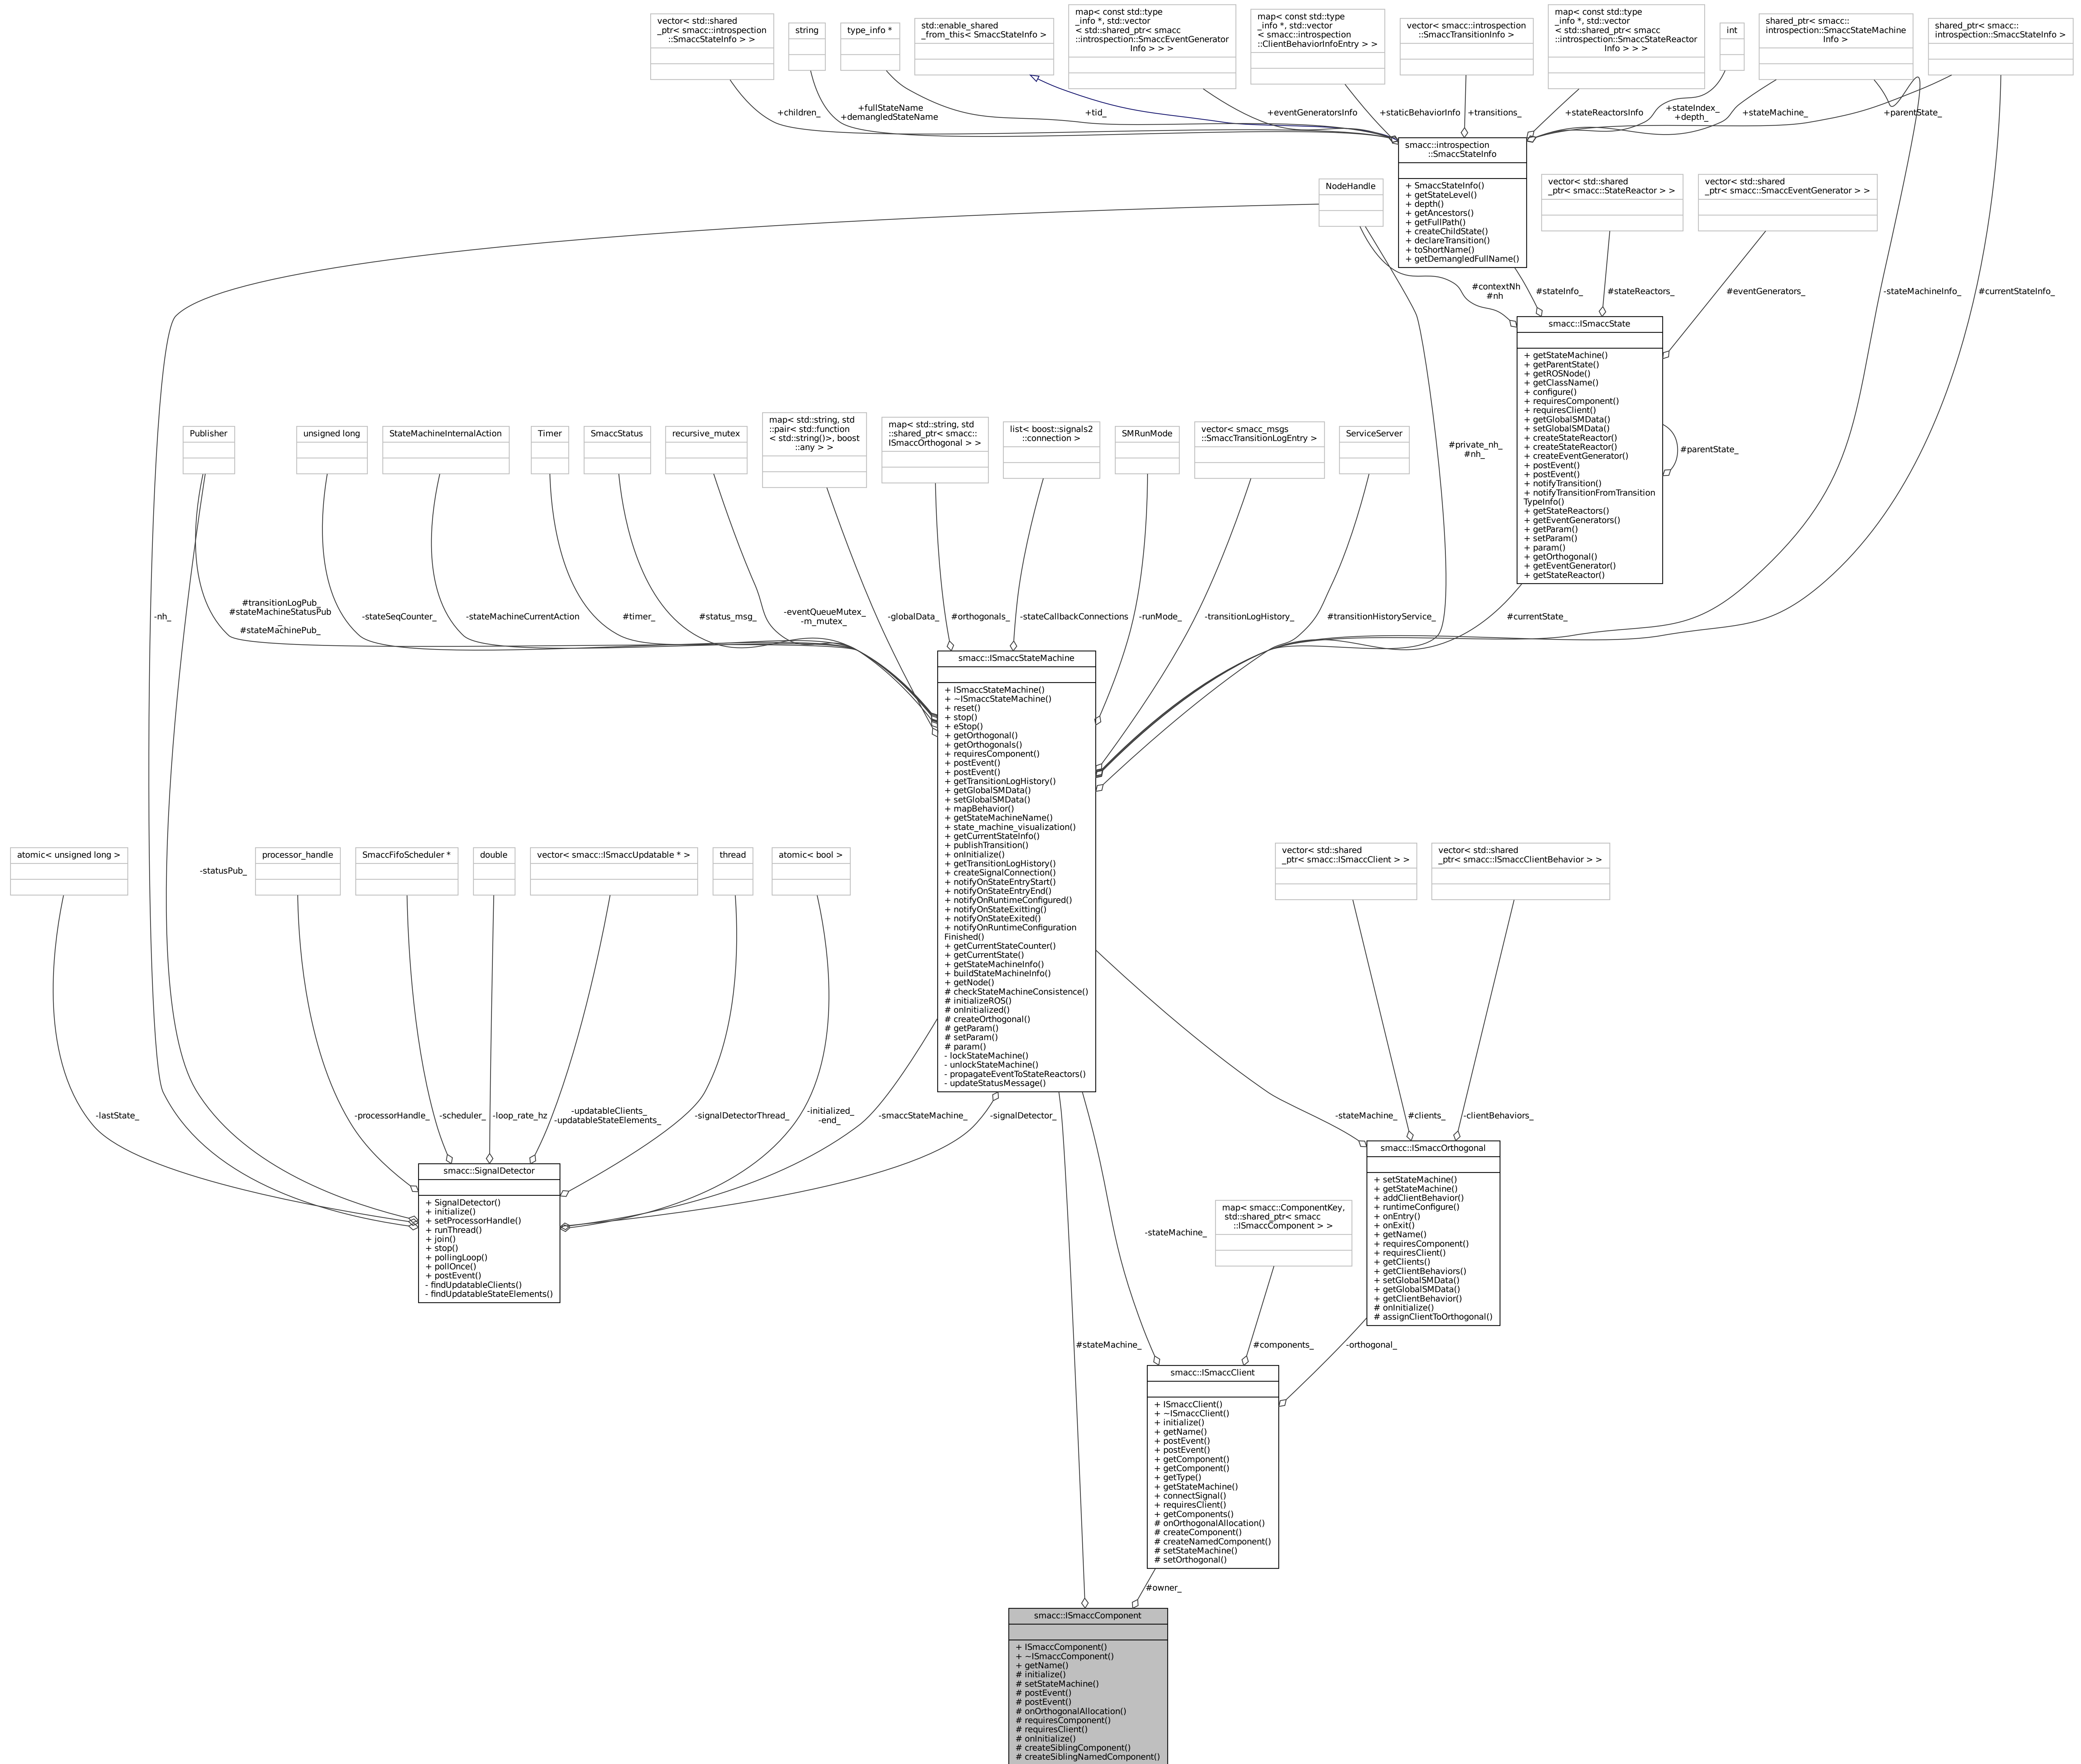 vector< std::shared
_ptr< smacc::introspection
::SmaccStateInfo > >
string
type_info *
std::enable_shared
_from_this< SmaccStateInfo >
map< const std::type
_info *, std::vector
< std::shared_ptr< smacc
::introspection::SmaccEventGenerator
Info > > >
map< const std::type
_info *, std::vector
< smacc::introspection
::ClientBehaviorInfoEntry > >
vector< smacc::introspection
::SmaccTransitionInfo >
map< const std::type
_info *, std::vector
< std::shared_ptr< smacc
::introspection::SmaccStateReactor
Info > > >
int
shared_ptr< smacc::
introspection::SmaccStateMachine
Info >
shared_ptr< smacc::
introspection::SmaccStateInfo >
+children_
+fullStateName
+demangledStateName
+tid_
+eventGeneratorsInfo
+staticBehaviorInfo
+transitions_
+stateReactorsInfo
+stateIndex_
+depth_
+stateMachine_
+parentState_
smacc::introspection
::SmaccStateInfo
+ SmaccStateInfo()
+ getStateLevel()
+ depth()
+ getAncestors()
+ getFullPath()
+ createChildState()
+ declareTransition()
+ toShortName()
+ getDemangledFullName()
NodeHandle
vector< std::shared
_ptr< smacc::StateReactor > >
vector< std::shared
_ptr< smacc::SmaccEventGenerator > >
#contextNh
#nh
#stateInfo_
#stateReactors_
#eventGenerators_
-stateMachineInfo_
#currentStateInfo_
smacc::ISmaccState
+ getStateMachine()
+ getParentState()
+ getROSNode()
+ getClassName()
+ configure()
+ requiresComponent()
+ requiresClient()
+ getGlobalSMData()
+ setGlobalSMData()
+ createStateReactor()
+ createStateReactor()
+ createEventGenerator()
+ postEvent()
+ postEvent()
+ notifyTransition()
+ notifyTransitionFromTransition
TypeInfo()
+ getStateReactors()
+ getEventGenerators()
+ getParam()
+ setParam()
+ param()
+ getOrthogonal()
+ getEventGenerator()
+ getStateReactor()
#parentState_
Publisher
unsigned long
StateMachineInternalAction
Timer
SmaccStatus
recursive_mutex
map< std::string, std
::pair< std::function
< std::string()>, boost
::any > >
map< std::string, std
::shared_ptr< smacc::
ISmaccOrthogonal > >
list< boost::signals2
::connection >
SMRunMode
vector< smacc_msgs
::SmaccTransitionLogEntry >
ServiceServer
#private_nh_
#nh_
-nh_
#transitionLogPub_
#stateMachineStatusPub
_
#stateMachinePub_
-stateSeqCounter_
-stateMachineCurrentAction
#timer_
#status_msg_
-eventQueueMutex_
-m_mutex_
-globalData_
#orthogonals_
-stateCallbackConnections
-runMode_
-transitionLogHistory_
#transitionHistoryService_
#currentState_
smacc::ISmaccStateMachine
+ ISmaccStateMachine()
+ ~ISmaccStateMachine()
+ reset()
+ stop()
+ eStop()
+ getOrthogonal()
+ getOrthogonals()
+ requiresComponent()
+ postEvent()
+ postEvent()
+ getTransitionLogHistory()
+ getGlobalSMData()
+ setGlobalSMData()
+ mapBehavior()
+ getStateMachineName()
+ state_machine_visualization()
+ getCurrentStateInfo()
+ publishTransition()
+ onInitialize()
+ getTransitionLogHistory()
+ createSignalConnection()
+ notifyOnStateEntryStart()
+ notifyOnStateEntryEnd()
+ notifyOnRuntimeConfigured()
+ notifyOnStateExitting()
+ notifyOnStateExited()
+ notifyOnRuntimeConfiguration
Finished()
+ getCurrentStateCounter()
+ getCurrentState()
+ getStateMachineInfo()
+ buildStateMachineInfo()
+ getNode()
# checkStateMachineConsistence()
# initializeROS()
# onInitialized()
# createOrthogonal()
# getParam()
# setParam()
# param()
- lockStateMachine()
- unlockStateMachine()
- propagateEventToStateReactors()
- updateStatusMessage()
atomic< unsigned long >
-statusPub_
processor_handle
SmaccFifoScheduler *
double
vector< smacc::ISmaccUpdatable * >
thread
atomic< bool >
vector< std::shared
_ptr< smacc::ISmaccClient > >
vector< std::shared
_ptr< smacc::ISmaccClientBehavior > >
-lastState_
-processorHandle_
-scheduler_
-loop_rate_hz
-updatableClients_
-updatableStateElements_
-signalDetectorThread_
-initialized_
-end_
-smaccStateMachine_
-signalDetector_
-stateMachine_
#clients_
-clientBehaviors_
smacc::SignalDetector
+ SignalDetector()
+ initialize()
+ setProcessorHandle()
+ runThread()
+ join()
+ stop()
+ pollingLoop()
+ pollOnce()
+ postEvent()
- findUpdatableClients()
- findUpdatableStateElements()
smacc::ISmaccOrthogonal
+ setStateMachine()
+ getStateMachine()
+ addClientBehavior()
+ runtimeConfigure()
+ onEntry()
+ onExit()
+ getName()
+ requiresComponent()
+ requiresClient()
+ getClients()
+ getClientBehaviors()
+ setGlobalSMData()
+ getGlobalSMData()
+ getClientBehavior()
# onInitialize()
# assignClientToOrthogonal()
-stateMachine_
map< smacc::ComponentKey,
std::shared_ptr< smacc
::ISmaccComponent > >
#stateMachine_
#components_
-orthogonal_
smacc::ISmaccClient
+ ISmaccClient()
+ ~ISmaccClient()
+ initialize()
+ getName()
+ postEvent()
+ postEvent()
+ getComponent()
+ getComponent()
+ getType()
+ getStateMachine()
+ connectSignal()
+ requiresClient()
+ getComponents()
# onOrthogonalAllocation()
# createComponent()
# createNamedComponent()
# setStateMachine()
# setOrthogonal()
#owner_
smacc::ISmaccComponent
+ ISmaccComponent()
+ ~ISmaccComponent()
+ getName()
# initialize()
# setStateMachine()
# postEvent()
# postEvent()
# onOrthogonalAllocation()
# requiresComponent()
# requiresClient()
# onInitialize()
# createSiblingComponent()
# createSiblingNamedComponent()